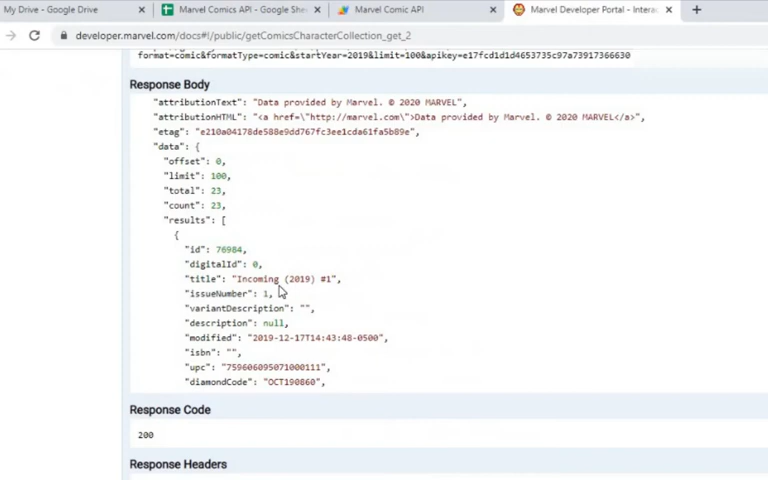 My Drive - Google Drive
Marvel Comics API - Google She
Marvel Comic API
Marvel Developer Portal - Intera
developer.marvel.com/docs#!/public/getComicsCharacterCollection_get_2
format=comic&formatType=comic&startYear=2019&limit=100&apikey=e17fcd1d1d4653735c97a73917366630
Response Body
"attributionText": "Data provided by Marvel. © 2020 MARVEL",
"attributionHTML": "<a href=\"http://marvel.com\">Data provided by Marvel. © 2020 MARVEL</a>",
"etag": "e210a04178de588e9dd767fc3ee1cda61fa5b89e",
"data": {
"offset": 0,
"limit": 100,
"total": 23,
"count": 23,
"results": [
{
"id": 76984,
"digitalId": 0,
"title": "Incoming (2019) #1",
"issueNumber": 1,
"variantDescription": "",
"description": null,
"modified": "2019-12-17T14:43:48-0500",
"isbn": "",
"upc": "759606095071000111",
"diamondCode": "OCT190860",
Response Code
200
Response Headers